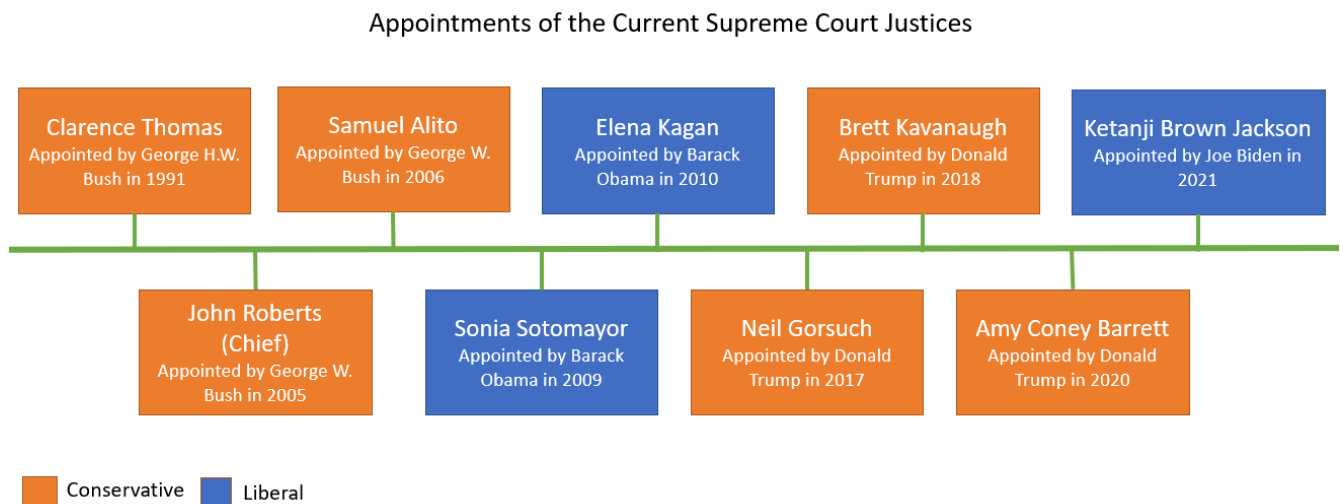 Appointments of the Current Supreme Court Justices
Clarence Thomas
Appointed by George H.W.
Bush in 1991
Samuel Alito
Appointed by George W.
Bush in 2006
Elena Kagan
Appointed by Barack
Obama in 2010
Brett Kavanaugh
Appointed by Donald
Trump in 2018
Ketanji Brown Jackson
Appointed by Joe Biden in
2021
John Roberts
(Chief)
Appointed by George W.
Bush in 2005
Sonia Sotomayor
Appointed by Barack
Obama in 2009
Neil Gorsuch
Appointed by Donald
Trump in 2017
Amy Coney Barrett
Appointed by Donald
Trump in 2020
Conservative
Liberal